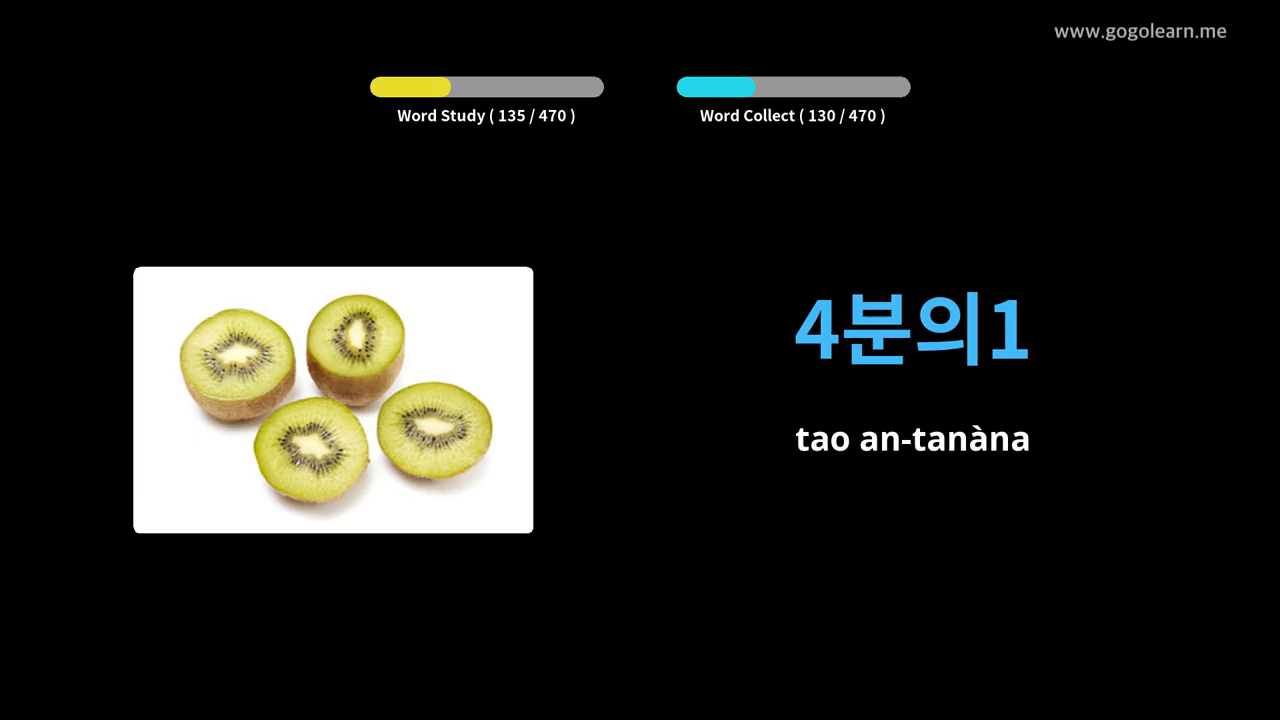 www.gogolearn.me
Word Study ( 135 / 470 )
Word Collect ( 130 / 470 )
4분의1
tao an-tanàna